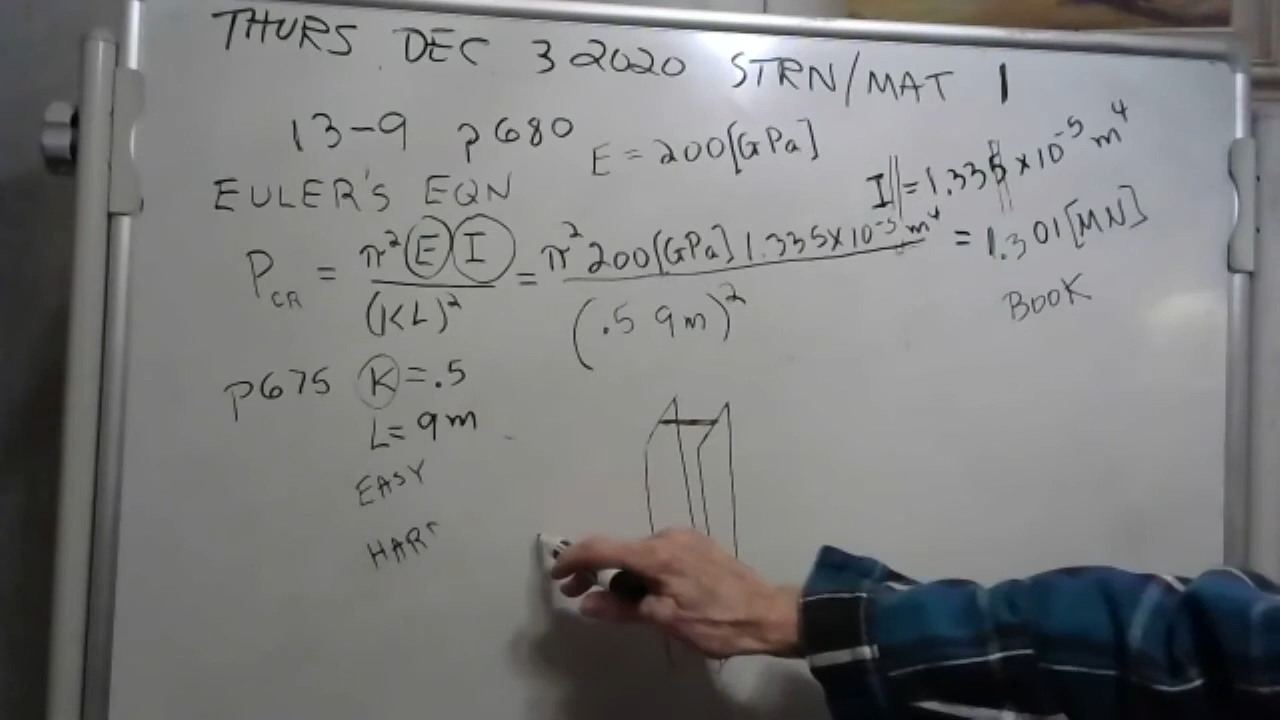 THURS DEC 3 2020 STRN/MAT 1
13-9 p680 E = 200[GPa]
I = 1.335 x 10⁻⁵ m⁴
EULER'S EQN
P_CR = π² E I / (KL)² = π² 200[GPa] 1.335x10⁻⁵ m⁴ / (.5 9m)² = 1.301[MN]
BOOK
p675 K = .5
L = 9m
EASY
HAR